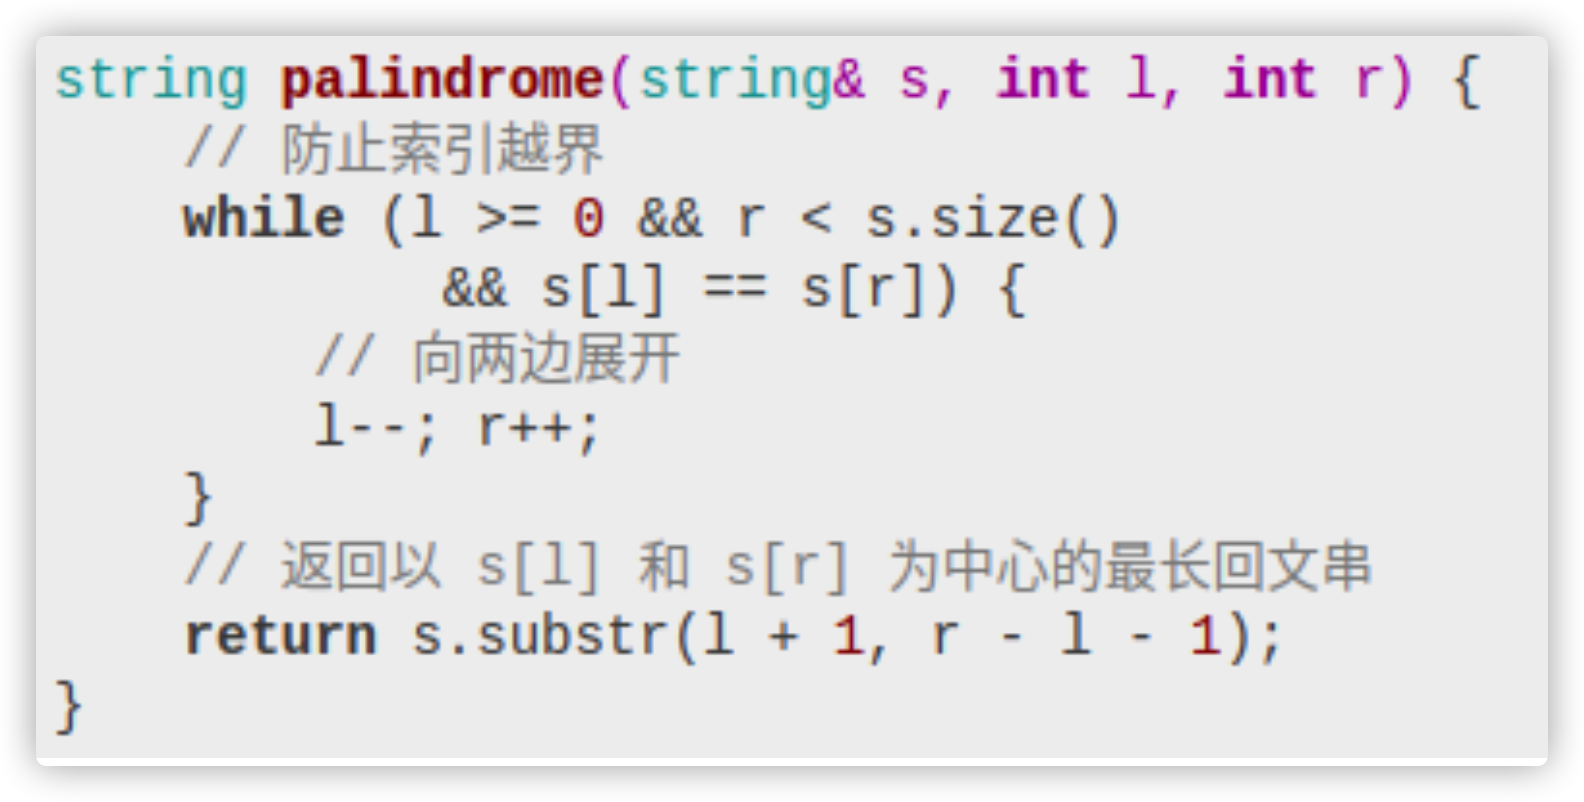 string palindrome(string& s, int l, int r) {
    // 防止索引越界
    while (l >= 0 && r < s.size()
            && s[l] == s[r]) {
        // 向两边展开
        l--; r++;
    }
    // 返回以 s[l] 和 s[r] 为中心的最长回文串
    return s.substr(l + 1, r - l - 1);
}